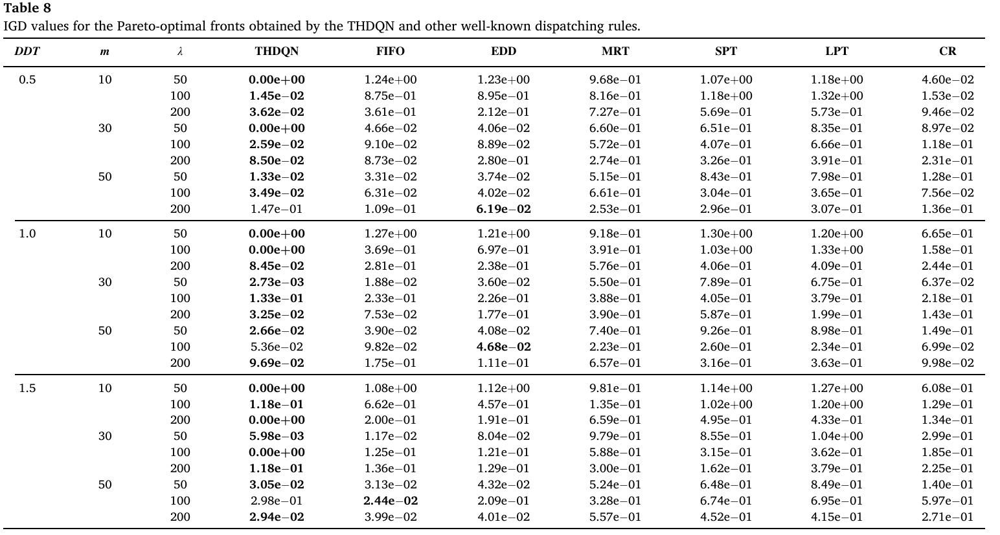 Table 8
IGD values for the Pareto-optimal fronts obtained by the THDQN and other well-known dispatching rules.
DDT m λ THDQN FIFO EDD MRT SPT LPT CR
0.5 10 50 0.00e+00 1.24e+00 1.23e+00 9.68e−01 1.07e+00 1.18e+00 4.60e−02
100 1.45e−02 8.75e−01 8.95e−01 8.16e−01 1.18e+00 1.32e+00 1.53e−02
200 3.62e−02 3.61e−01 2.12e−01 7.27e−01 5.69e−01 5.73e−01 9.46e−02
30 50 0.00e+00 4.66e−02 4.06e−02 6.60e−01 6.51e−01 8.35e−01 8.97e−02
100 2.59e−02 9.10e−02 8.89e−02 5.72e−01 4.07e−01 6.66e−01 1.18e−01
200 8.50e−02 8.73e−02 2.80e−01 2.74e−01 3.26e−01 3.91e−01 2.31e−01
50 50 1.33e−02 3.31e−02 3.74e−02 5.15e−01 8.43e−01 7.98e−01 1.28e−01
100 3.49e−02 6.31e−02 4.02e−02 6.61e−01 3.04e−01 3.65e−01 7.56e−02
200 1.47e−01 1.09e−01 6.19e−02 2.53e−01 2.96e−01 3.07e−01 1.36e−01
1.0 10 50 0.00e+00 1.27e+00 1.21e+00 9.18e−01 1.30e+00 1.20e+00 6.65e−01
100 0.00e+00 3.69e−01 6.97e−01 3.91e−01 1.03e+00 1.33e+00 1.58e−01
200 8.45e−02 2.81e−01 2.38e−01 5.76e−01 4.06e−01 4.09e−01 2.44e−01
30 50 2.73e−03 1.88e−02 3.60e−02 5.50e−01 7.89e−01 6.75e−01 6.37e−02
100 1.33e−01 2.33e−01 2.26e−01 3.88e−01 4.05e−01 3.79e−01 2.18e−01
200 3.25e−02 7.53e−02 1.77e−01 3.90e−01 5.87e−01 1.99e−01 1.43e−01
50 50 2.66e−02 3.90e−02 4.08e−02 7.40e−01 9.26e−01 8.98e−01 1.49e−01
100 5.36e−02 9.82e−02 4.68e−02 2.23e−01 2.60e−01 2.34e−01 6.99e−02
200 9.69e−02 1.75e−01 1.11e−01 6.57e−01 3.16e−01 3.63e−01 9.98e−02
1.5 10 50 0.00e+00 1.08e+00 1.12e+00 9.81e−01 1.14e+00 1.27e+00 6.08e−01
100 1.18e−01 6.62e−01 4.57e−01 1.35e−01 1.02e+00 1.20e+00 1.29e−01
200 0.00e+00 2.00e−01 1.91e−01 6.59e−01 4.95e−01 4.33e−01 1.34e−01
30 50 5.98e−03 1.17e−02 8.04e−02 9.79e−01 8.55e−01 1.04e+00 2.99e−01
100 0.00e+00 1.25e−01 1.21e−01 5.88e−01 3.15e−01 3.62e−01 1.85e−01
200 1.18e−01 1.36e−01 1.29e−01 3.00e−01 1.62e−01 3.79e−01 2.25e−01
50 50 3.05e−02 3.13e−02 4.32e−02 5.24e−01 6.48e−01 8.49e−01 1.40e−01
100 2.98e−01 2.44e−02 2.09e−01 3.28e−01 6.74e−01 6.95e−01 5.97e−01
200 2.94e−02 3.99e−02 4.01e−02 5.57e−01 4.52e−01 4.15e−01 2.71e−01